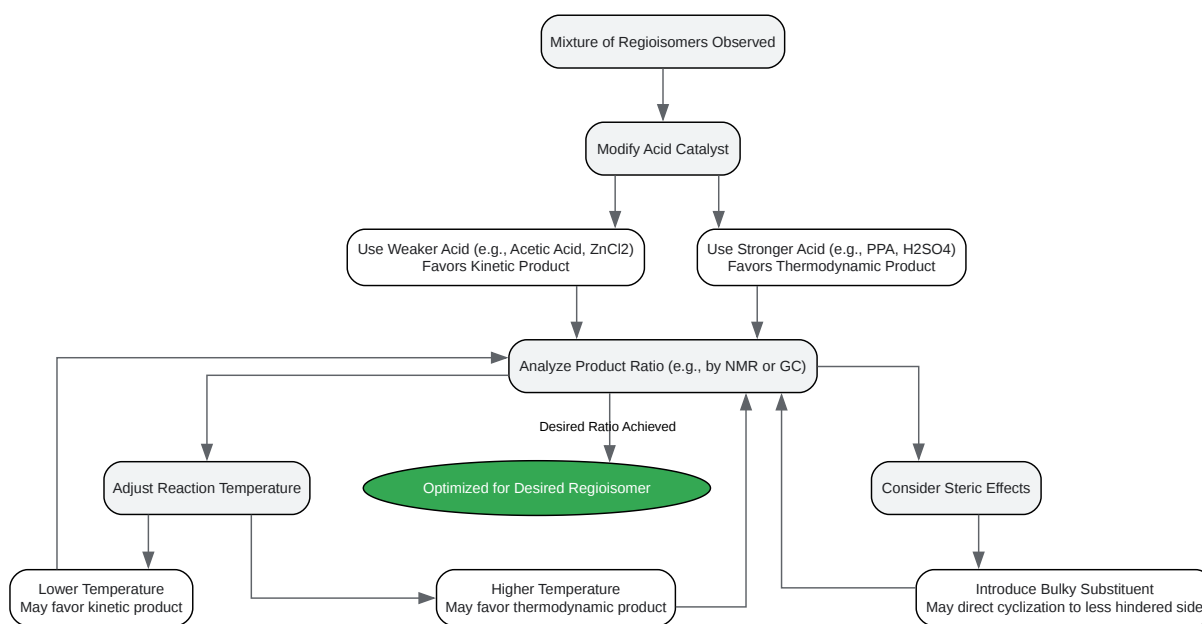 Mixture of Regioisomers Observed
Modify Acid Catalyst
Use Weaker Acid (e.g., Acetic Acid, ZnCl2)
Favors Kinetic Product
Use Stronger Acid (e.g., PPA, H2SO4)
Favors Thermodynamic Product
Analyze Product Ratio (e.g., by NMR or GC)
Desired Ratio Achieved
Adjust Reaction Temperature
Optimized for Desired Regioisomer
Consider Steric Effects
Lower Temperature
May favor kinetic product
Higher Temperature
May favor thermodynamic product
Introduce Bulky Substituent
May direct cyclization to less hindered side